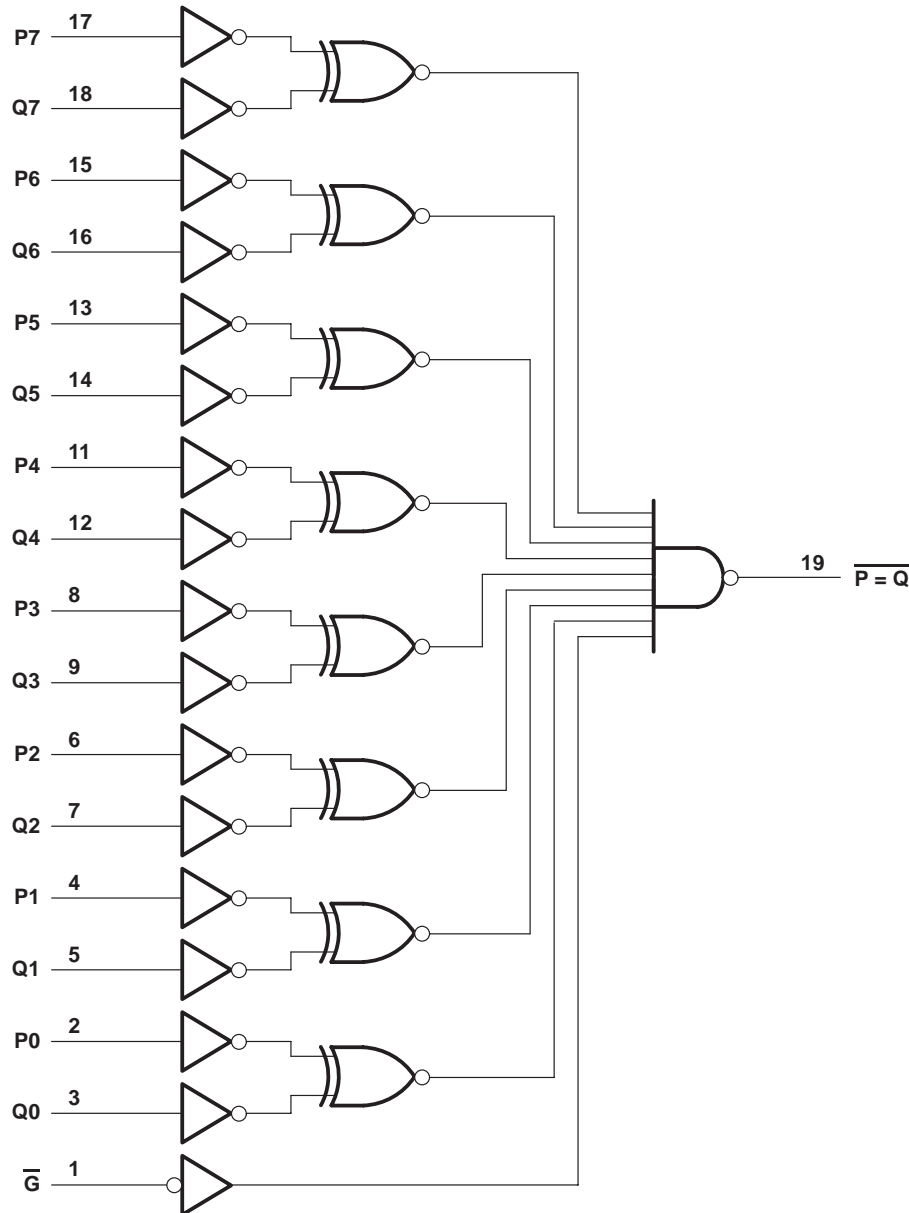 P7 17
Q7 18
P6 15
Q6 16
P5 13
Q5 14
P4 11
Q4 12
P3 8
Q3 9
P2 6
Q2 7
P1 4
Q1 5
P0 2
Q0 3
G̅ 1
19 P̅ ̅=̅ ̅Q̅